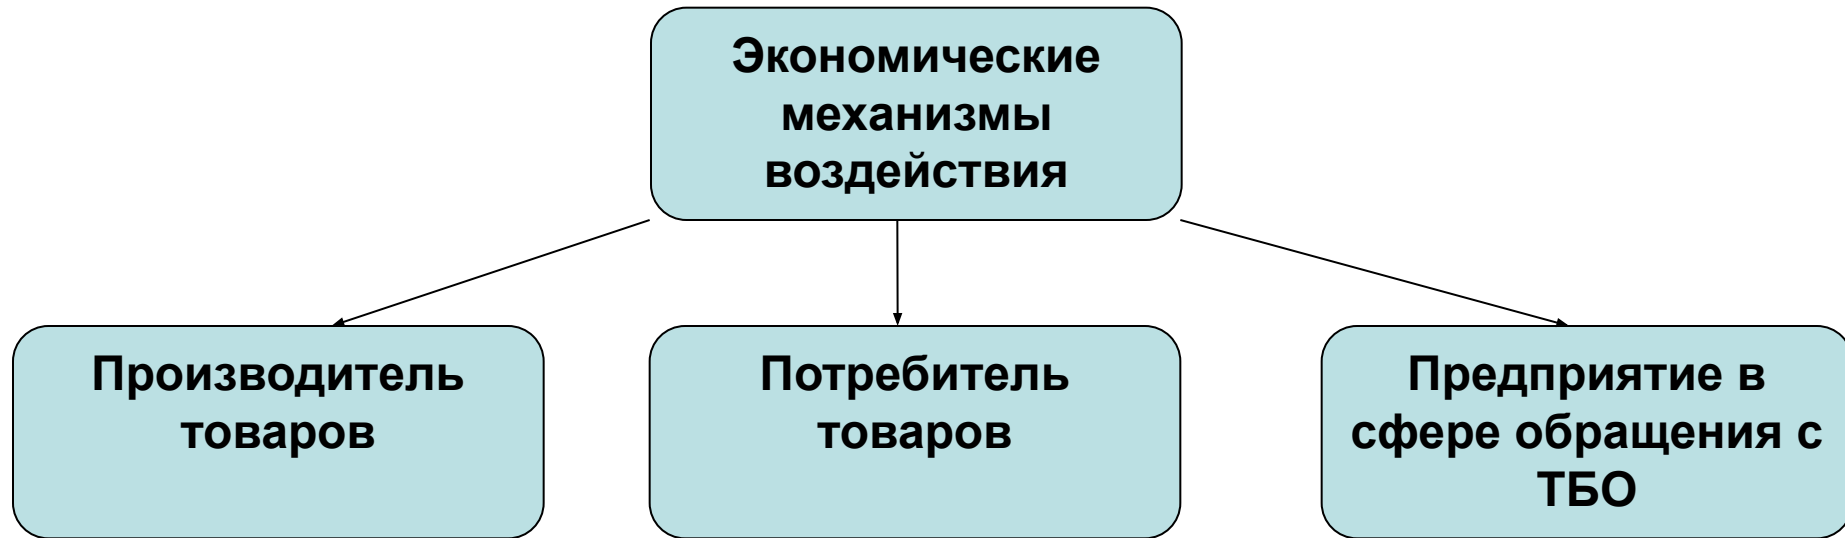 Экономические
механизмы
воздействия
Производитель
товаров
Потребитель
товаров
Предприятие в
сфере обращения с
ТБО